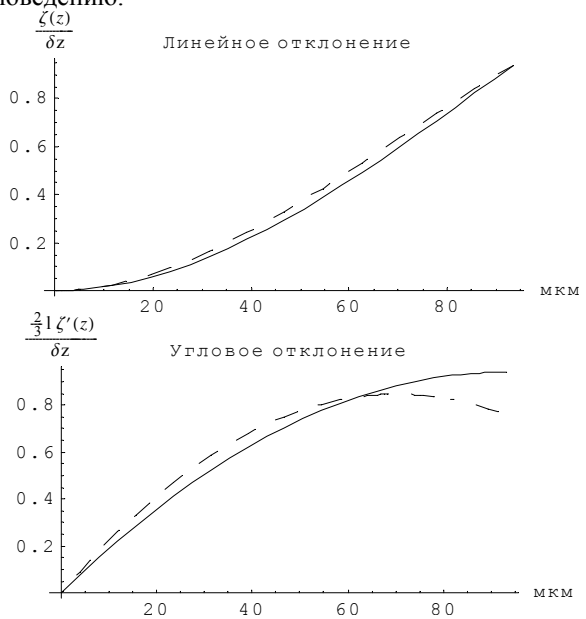 поведению.
ζ(z)
δz
Линейное отклонение
0.8
0.6
0.4
0.2
20 40 60 80 мкм
2/3 l ζ′(z)
δz
Угловое отклонение
0.8
0.6
0.4
0.2
20 40 60 80 мкм